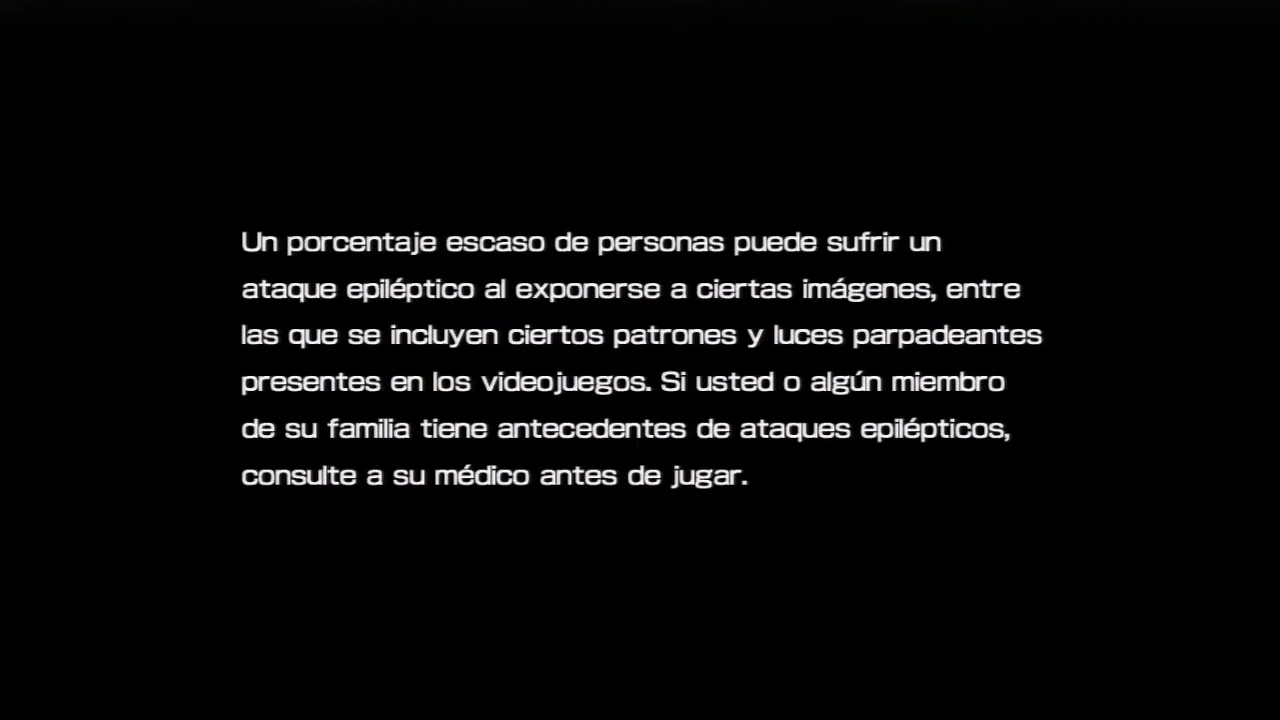 Un porcentaje escaso de personas puede sufrir un
ataque epiléptico al exponerse a ciertas imágenes, entre
las que se incluyen ciertos patrones y luces parpadeantes
presentes en los videojuegos. Si usted o algún miembro
de su familia tiene antecedentes de ataques epilépticos,
consulte a su médico antes de jugar.